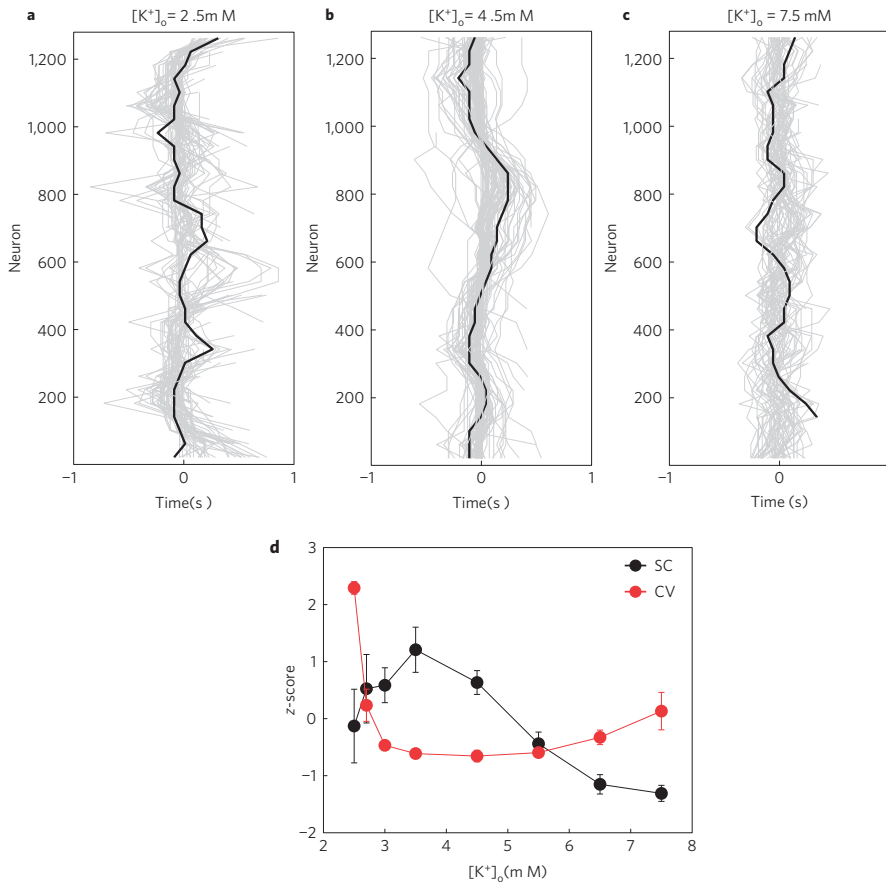 a [K⁺]ₒ= 2 .5m M
1,200
1,000
800
600
400
200
Neuron
−1 0 1
Time(s )
b [K⁺]ₒ= 4 .5m M
1,200
1,000
800
600
400
200
Neuron
−1 0 1
Time(s )
c [K⁺]ₒ = 7.5 mM
1,200
1,000
800
600
400
200
Neuron
−1 0
Time (s)
d
3
2
1
0
−1
−2
z-score
SC
CV
2 3 4 5 6 7 8
[K⁺]ₒ(m M)